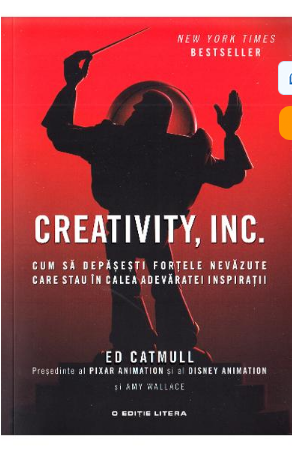 NEW YORK TIMES
BESTSELLER
CREATIVITY, INC.
CUM SĂ DEPĂȘEȘTI FORȚELE NEVĂZUTE
CARE STAU ÎN CALEA ADEVĂRATEI INSPIRAȚII
ED CATMULL
Președinte al PIXAR ANIMATION și al DISNEY ANIMATION
și AMY WALLACE
O EDIȚIE LITERA